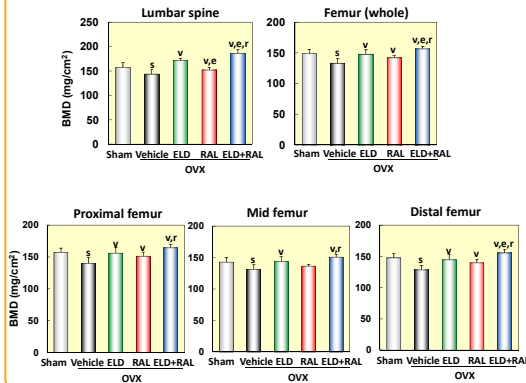 Lumbar spine
BMD (mg/cm²)
200
150
100
50
0
s
v
v,e
v,e,r
Sham Vehicle ELD RAL ELD+RAL
OVX
Femur (whole)
200
150
100
50
0
s
v
v
v,e,r
Sham Vehicle ELD RAL ELD+RAL
OVX
Proximal femur
BMD (mg/cm²)
200
150
100
50
0
s
v
v
v,r
Sham Vehicle ELD RAL ELD+RAL
OVX
Mid femur
200
150
100
50
0
s
v
v,r
Sham Vehicle ELD RAL ELD+RAL
OVX
Distal femur
200
150
100
50
0
s
v
v
v,e,r
Sham Vehicle ELD RAL ELD+RAL
OVX